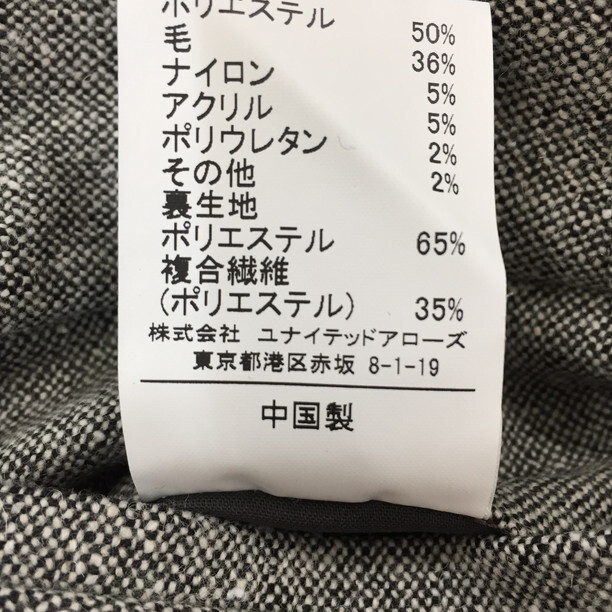 ポリエステル 50%
毛 36%
ナイロン 5%
アクリル 5%
ポリウレタン 2%
その他 2%
裏生地
ポリエステル 65%
複合繊維
(ポリエステル) 35%
株式会社 ユナイテッドアローズ
東京都港区赤坂 8-1-19
中国製